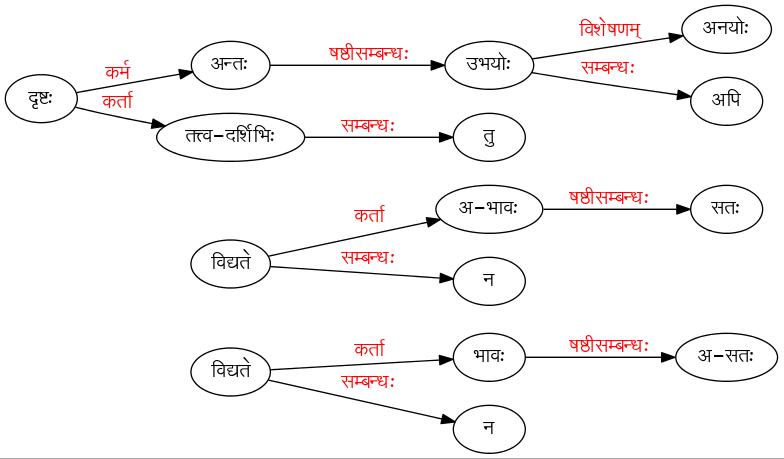 विशेषणम् अनयोः
कर्म अन्तः षष्ठीसम्बन्धः उभयोः सम्बन्धः
दृष्टः कर्ता अपि
तत्त्व-दर्शिभिः सम्बन्धः तु
कर्ता अ-भावः षष्ठीसम्बन्धः सतः
विद्यते सम्बन्धः न
कर्ता भावः षष्ठीसम्बन्धः अ-सतः
विद्यते सम्बन्धः
न